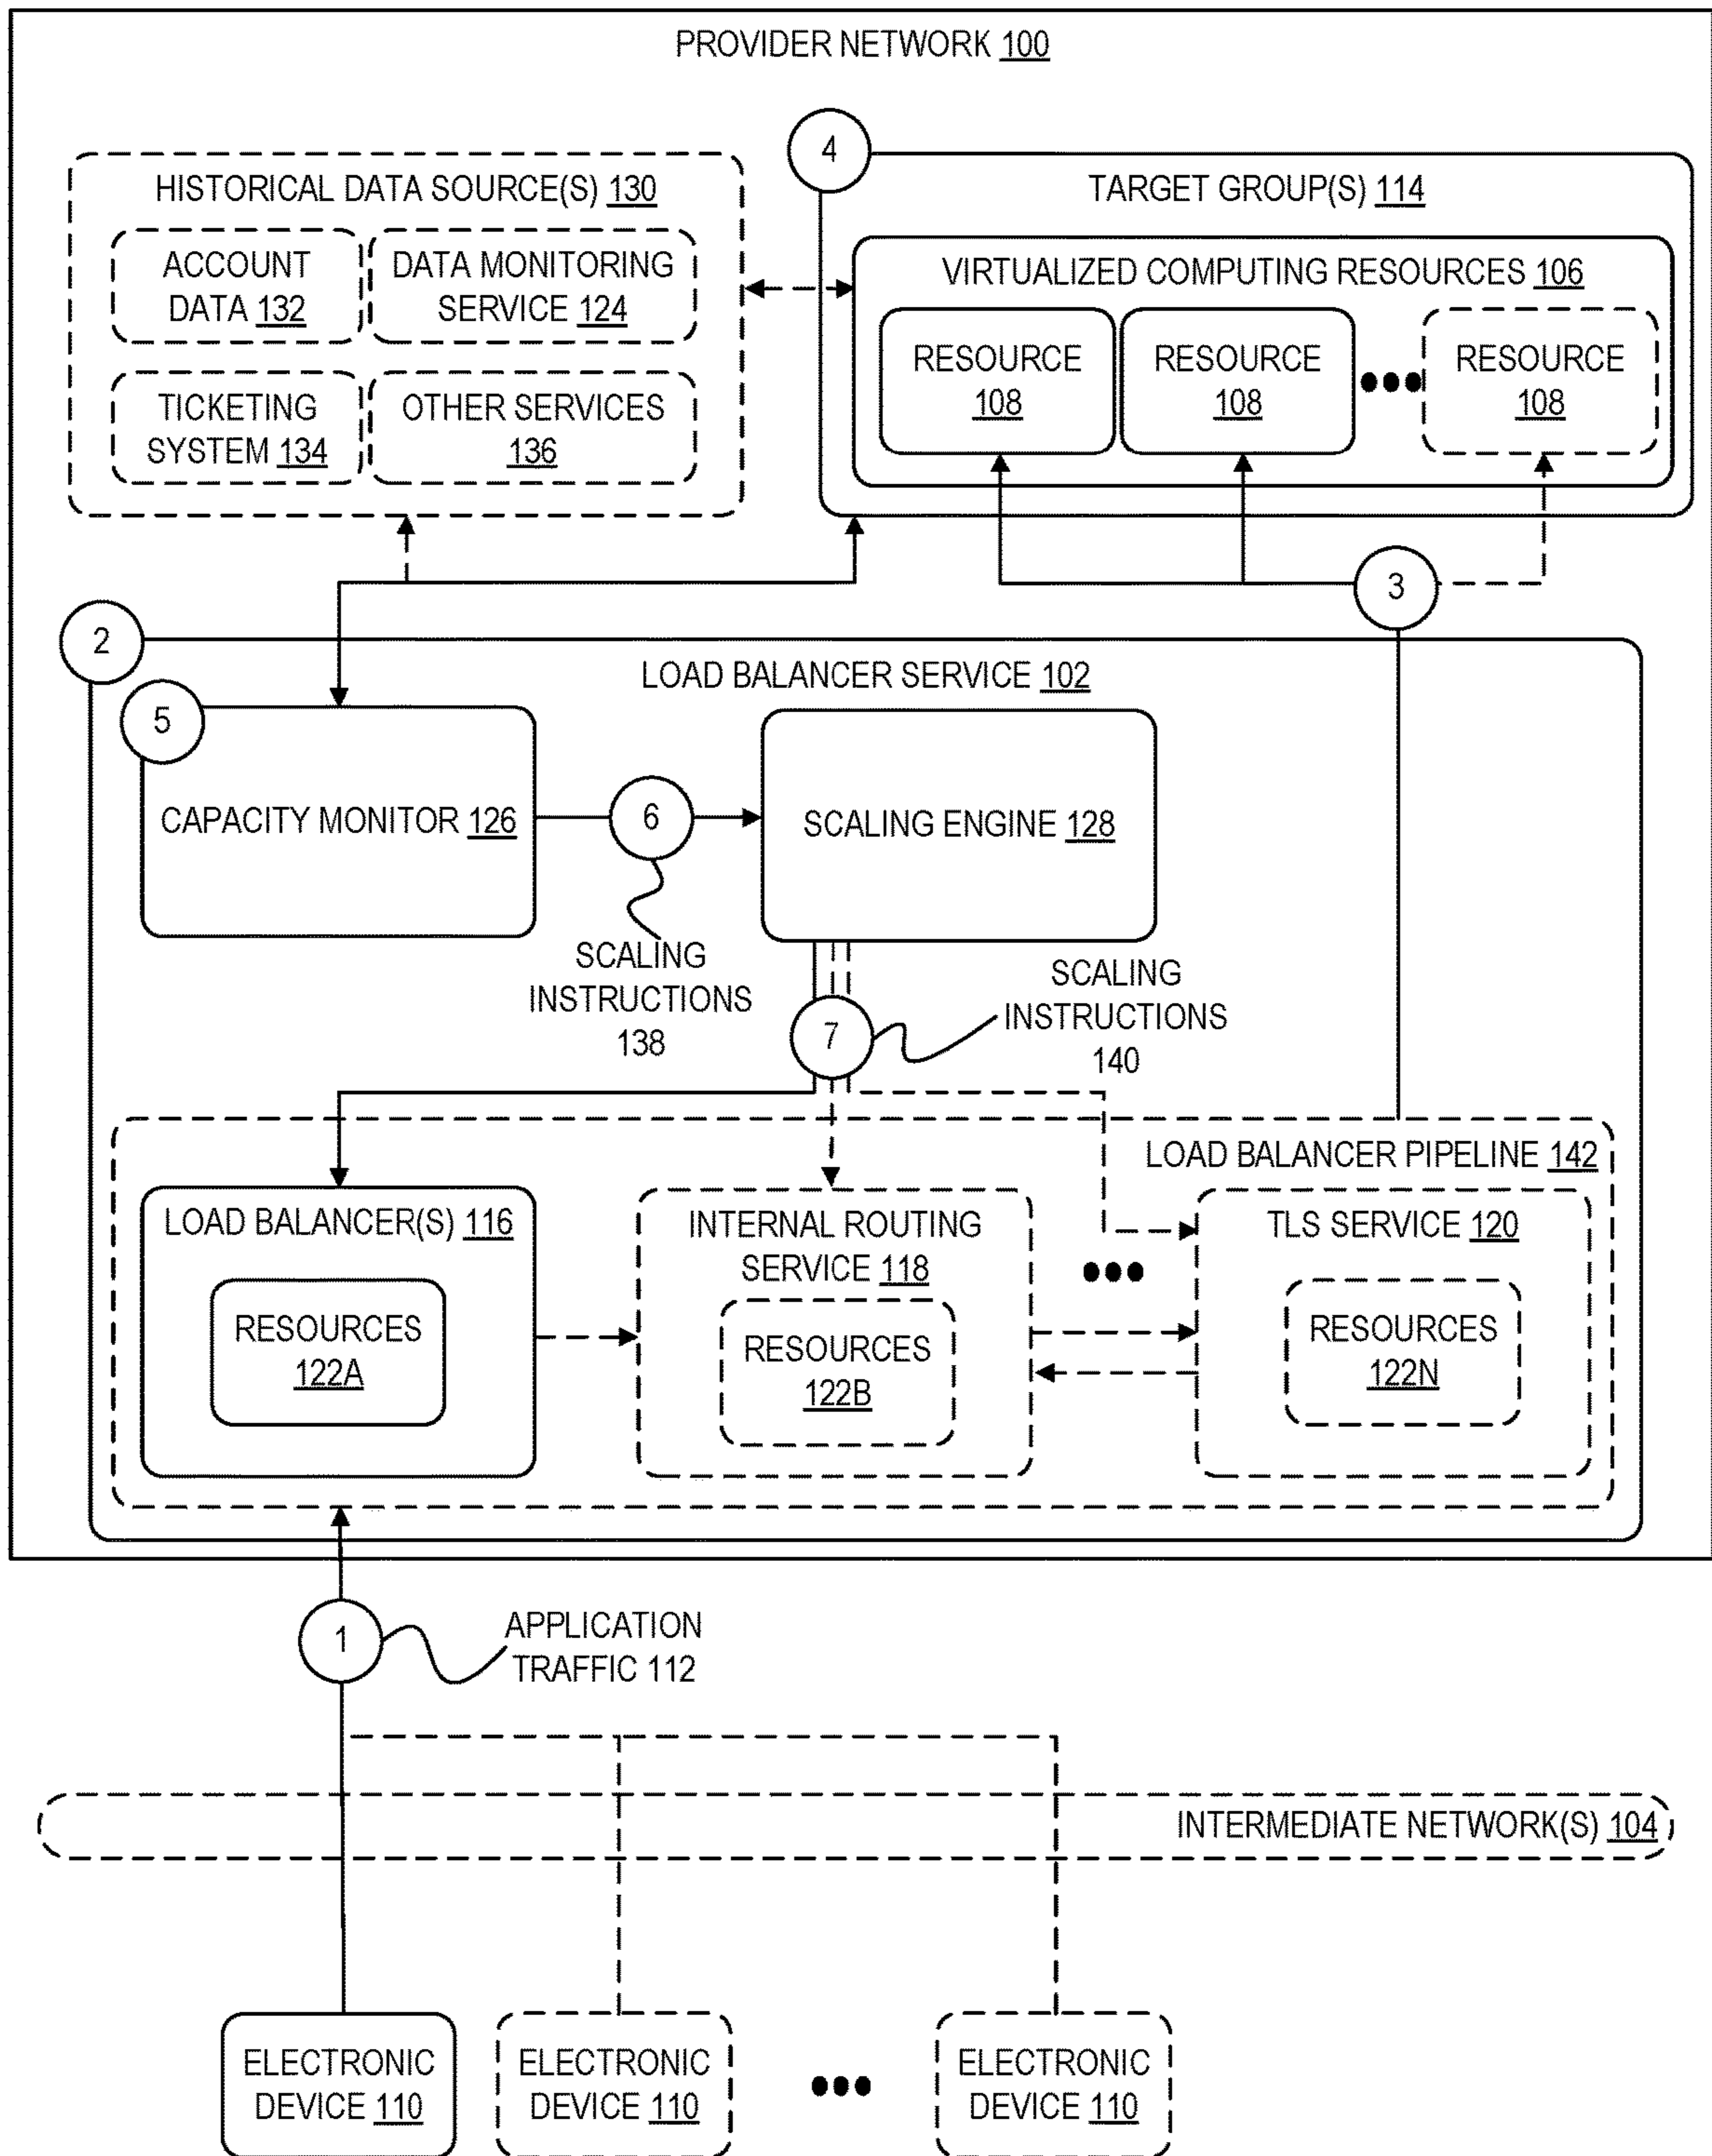 PROVIDER NETWORK 100
4
HISTORICAL DATA SOURCE(S) 130
ACCOUNT
DATA 132
DATA MONITORING
SERVICE 124
TICKETING
SYSTEM 134
OTHER SERVICES
136
TARGET GROUP(S) 114
VIRTUALIZED COMPUTING RESOURCES 106
RESOURCE
108
RESOURCE
108
RESOURCE
108
3
2
LOAD BALANCER SERVICE 102
5
CAPACITY MONITOR 126
6
SCALING ENGINE 128
SCALING
INSTRUCTIONS
138
7
SCALING
INSTRUCTIONS
140
LOAD BALANCER PIPELINE 142
LOAD BALANCER(S) 116
RESOURCES
122A
INTERNAL ROUTING
SERVICE 118
RESOURCES
122B
TLS SERVICE 120
RESOURCES
122N
1
APPLICATION
TRAFFIC 112
INTERMEDIATE NETWORK(S) 104
ELECTRONIC
DEVICE 110
ELECTRONIC
DEVICE 110
ELECTRONIC
DEVICE 110